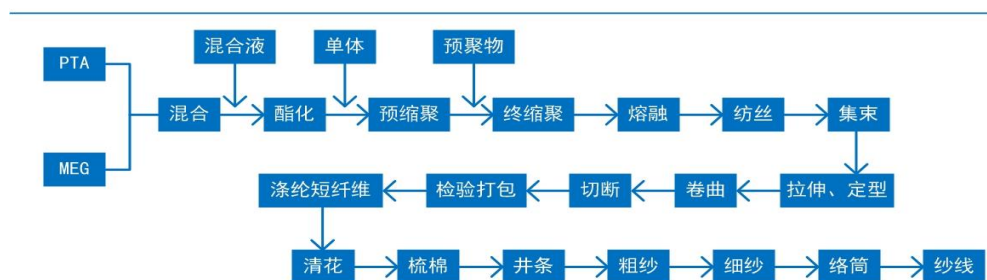 混合液
单体
预聚物
PTA
混合
酯化
预缩聚
终缩聚
熔融
纺丝
集束
MEG
涤纶短纤维
检验打包
切断
卷曲
拉伸、定型
清花
梳棉
井条
粗纱
细纱
络筒
纱线